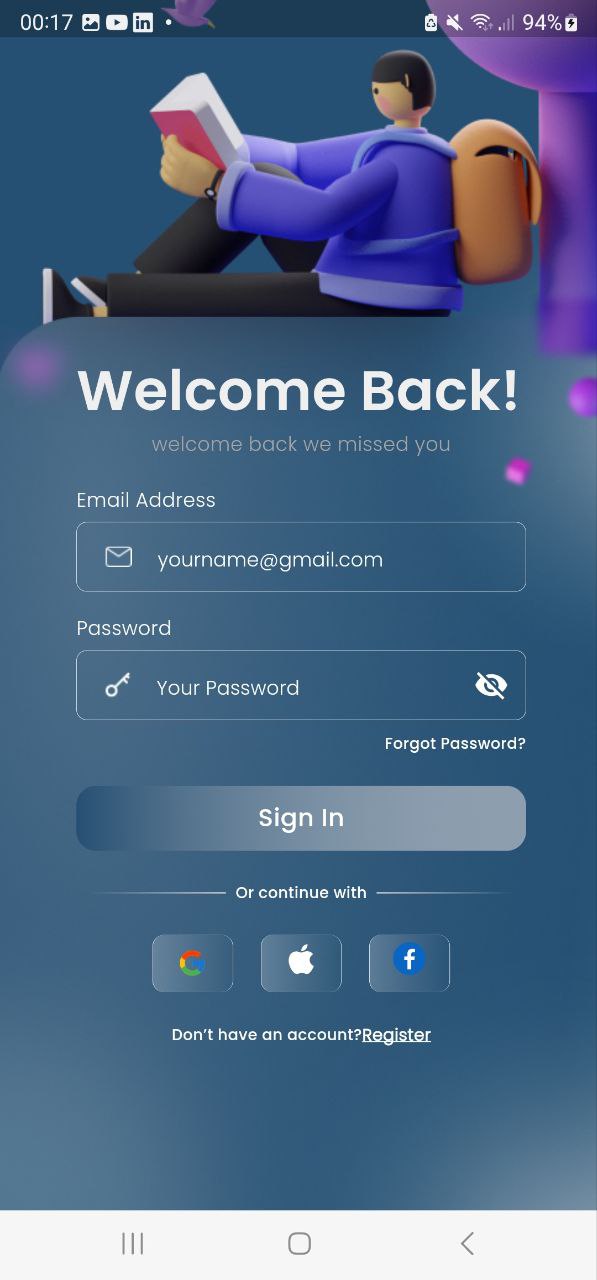 00:17 94%
Welcome Back!
welcome back we missed you
Email Address
yourname@gmail.com
Password
Your Password
Forgot Password?
Sign In
Or continue with
Don’t have an account?Register